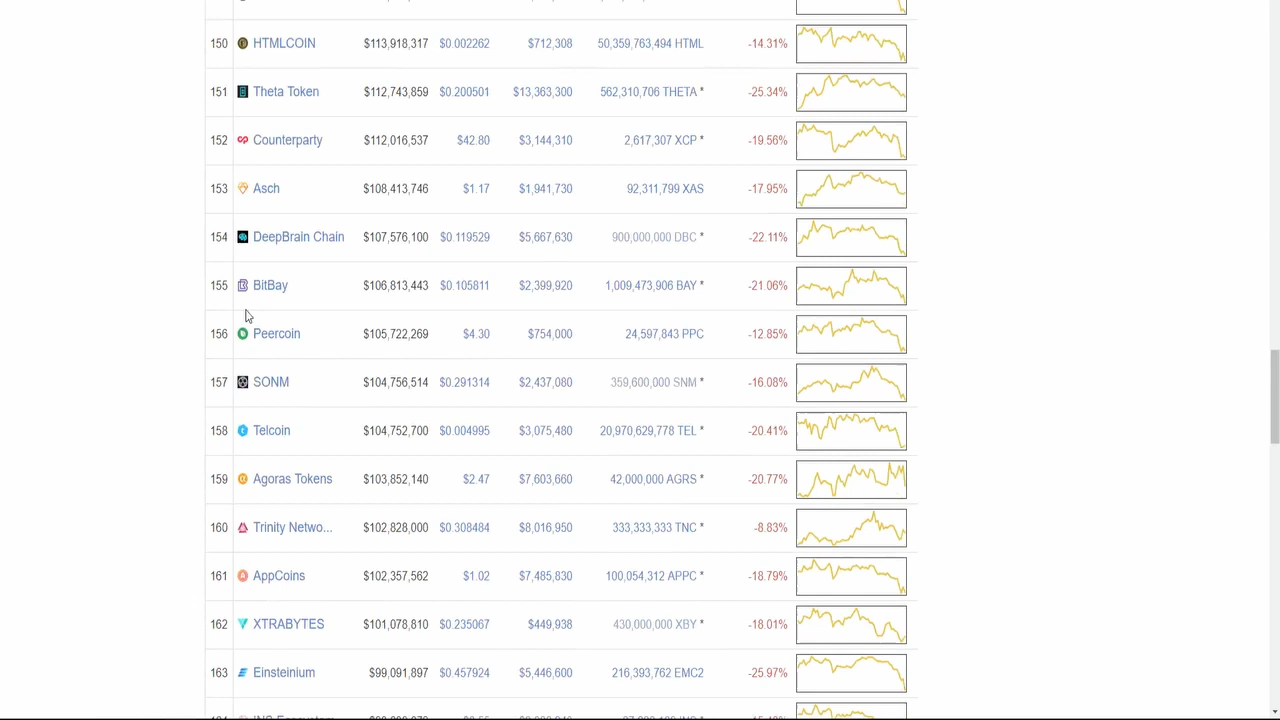 150 HTMLCOIN $113,918,317 $0.002262 $712,308 50,359,763,494 HTML -14.31%
151 Theta Token $112,743,859 $0.200501 $13,363,300 562,310,706 THETA * -25.34%
152 Counterparty $112,016,537 $42.80 $3,144,310 2,617,307 XCP * -19.56%
153 Asch $108,413,746 $1.17 $1,941,730 92,311,799 XAS -17.95%
154 DeepBrain Chain $107,576,100 $0.119529 $5,667,630 900,000,000 DBC * -22.11%
155 BitBay $106,813,443 $0.105811 $2,399,920 1,009,473,906 BAY * -21.06%
156 Peercoin $105,722,269 $4.30 $754,000 24,597,843 PPC -12.85%
157 SONM $104,756,514 $0.291314 $2,437,080 359,600,000 SNM * -16.08%
158 Telcoin $104,752,700 $0.004995 $3,075,480 20,970,629,778 TEL * -20.41%
159 Agoras Tokens $103,852,140 $2.47 $7,603,660 42,000,000 AGRS * -20.77%
160 Trinity Netwo... $102,828,000 $0.308484 $8,016,950 333,333,333 TNC * -8.83%
161 AppCoins $102,357,562 $1.02 $7,485,830 100,054,312 APPC * -18.79%
162 XTRABYTES $101,078,810 $0.235067 $449,938 430,000,000 XBY * -18.01%
163 Einsteinium $99,091,897 $0.457924 $5,446,600 216,393,762 EMC2 -25.97%